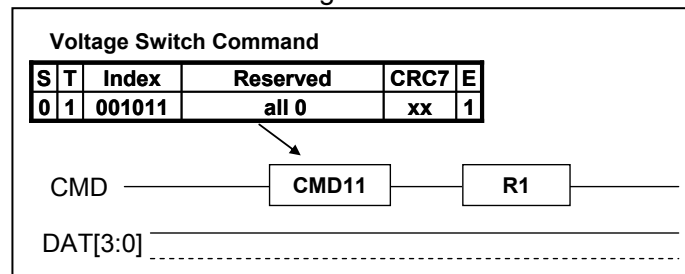 Voltage Switch Command
S T Index Reserved CRC7 E
0 1 001011 all 0 xx 1
CMD CMD11 R1
DAT[3:0]